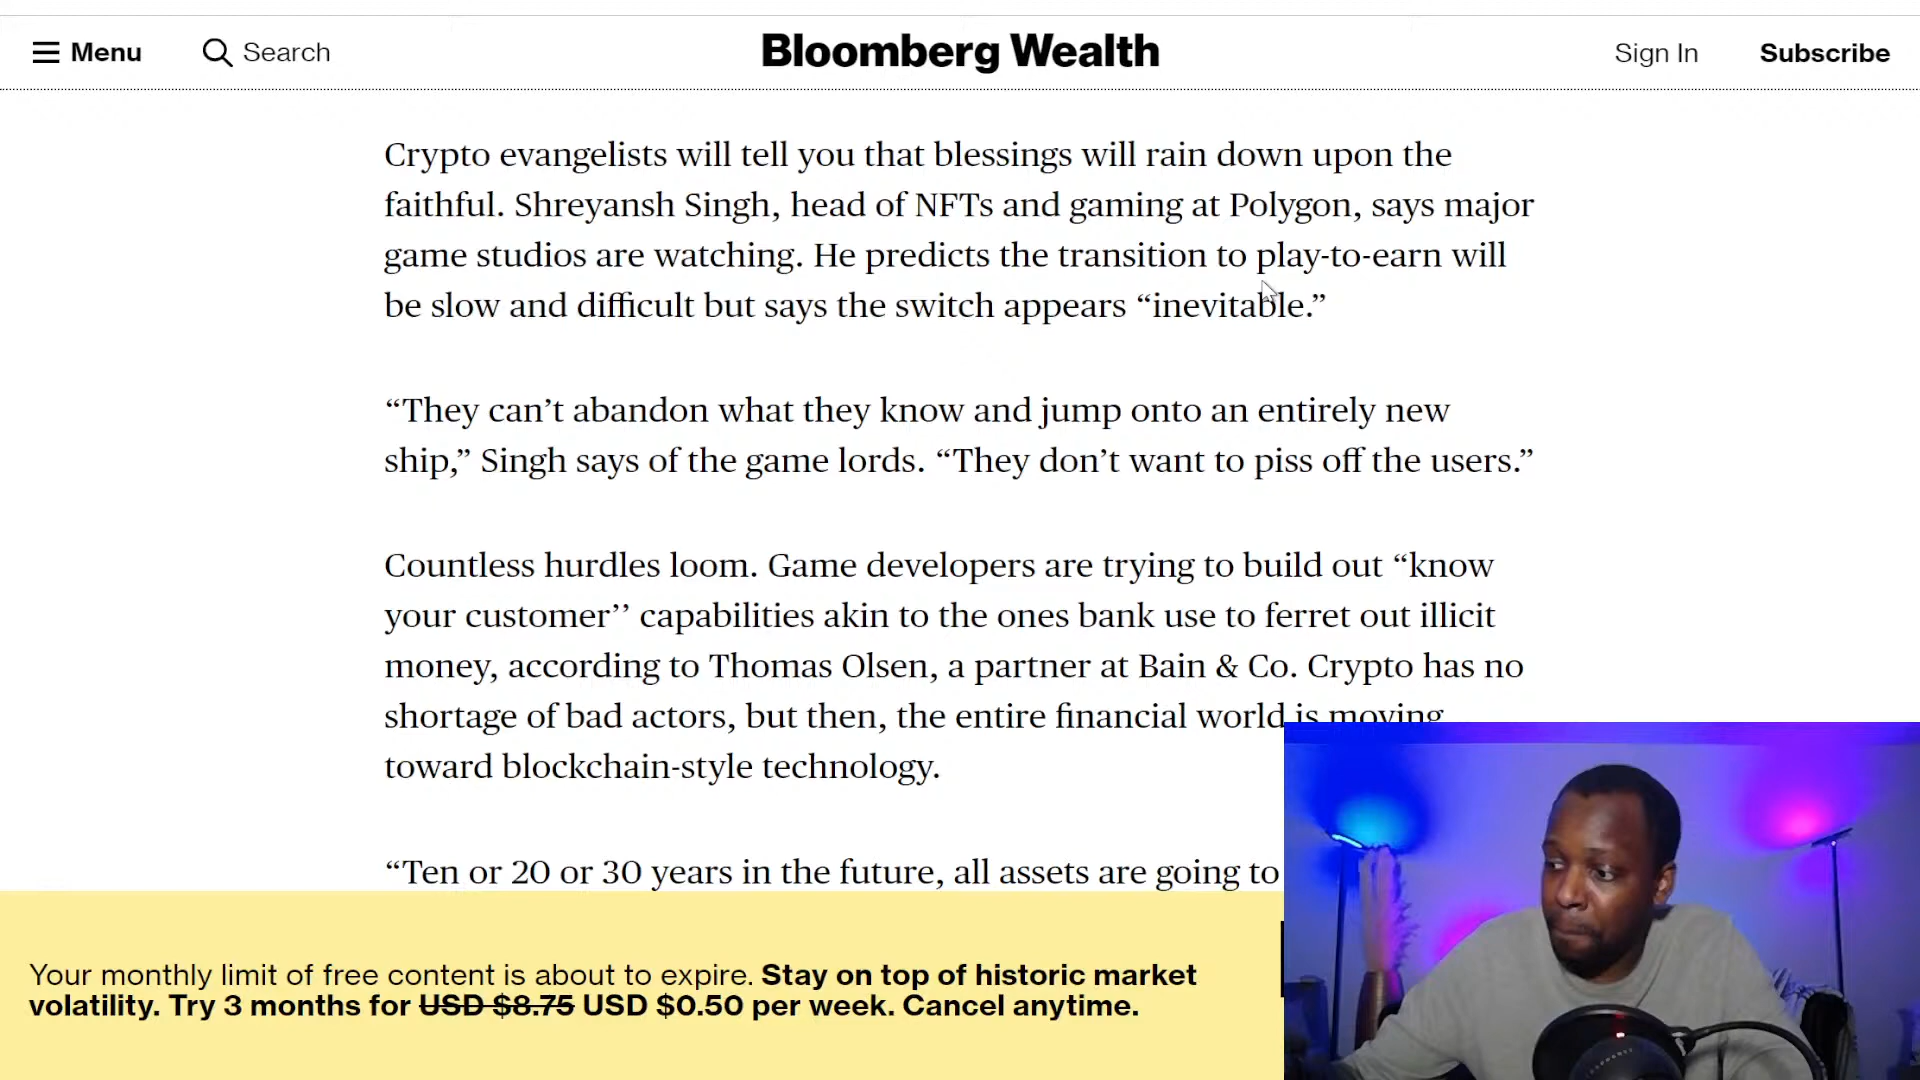 Menu
Search
Bloomberg Wealth
Sign In
Subscribe
Crypto evangelists will tell you that blessings will rain down upon the
faithful. Shreyansh Singh, head of NFTs and gaming at Polygon, says major
game studios are watching. He predicts the transition to play-to-earn will
be slow and difficult but says the switch appears “inevitable.”
“They can’t abandon what they know and jump onto an entirely new
ship,” Singh says of the game lords. “They don’t want to piss off the users.”
Countless hurdles loom. Game developers are trying to build out “know
your customer’’ capabilities akin to the ones bank use to ferret out illicit
money, according to Thomas Olsen, a partner at Bain & Co. Crypto has no
shortage of bad actors, but then, the entire financial world is moving
toward blockchain-style technology.
“Ten or 20 or 30 years in the future, all assets are going to
Your monthly limit of free content is about to expire. Stay on top of historic market
volatility. Try 3 months for USD $8.75 USD $0.50 per week. Cancel anytime.